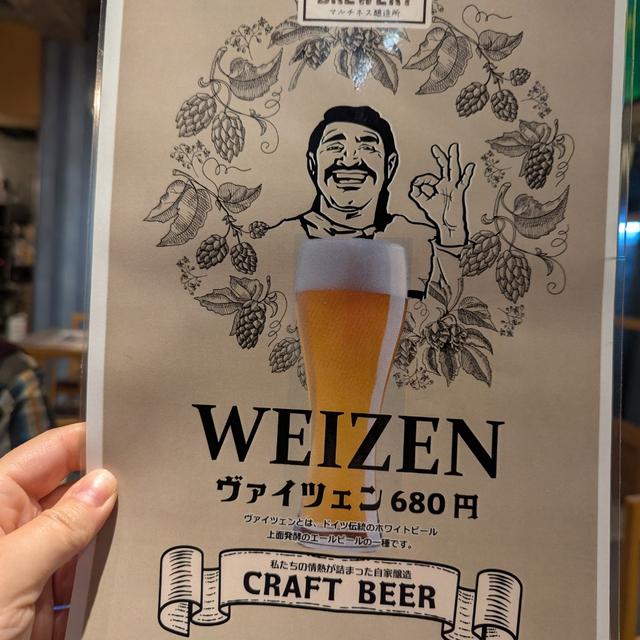 BREWERY
マルチネス醸造所
WEIZEN
ヴァイツェン 680円
ヴァイツェンとは、ドイツ伝統のホワイトビール
上面発酵のエールビールの一種です。
私たちの情熱が詰まった自家醸造
CRAFT BEER